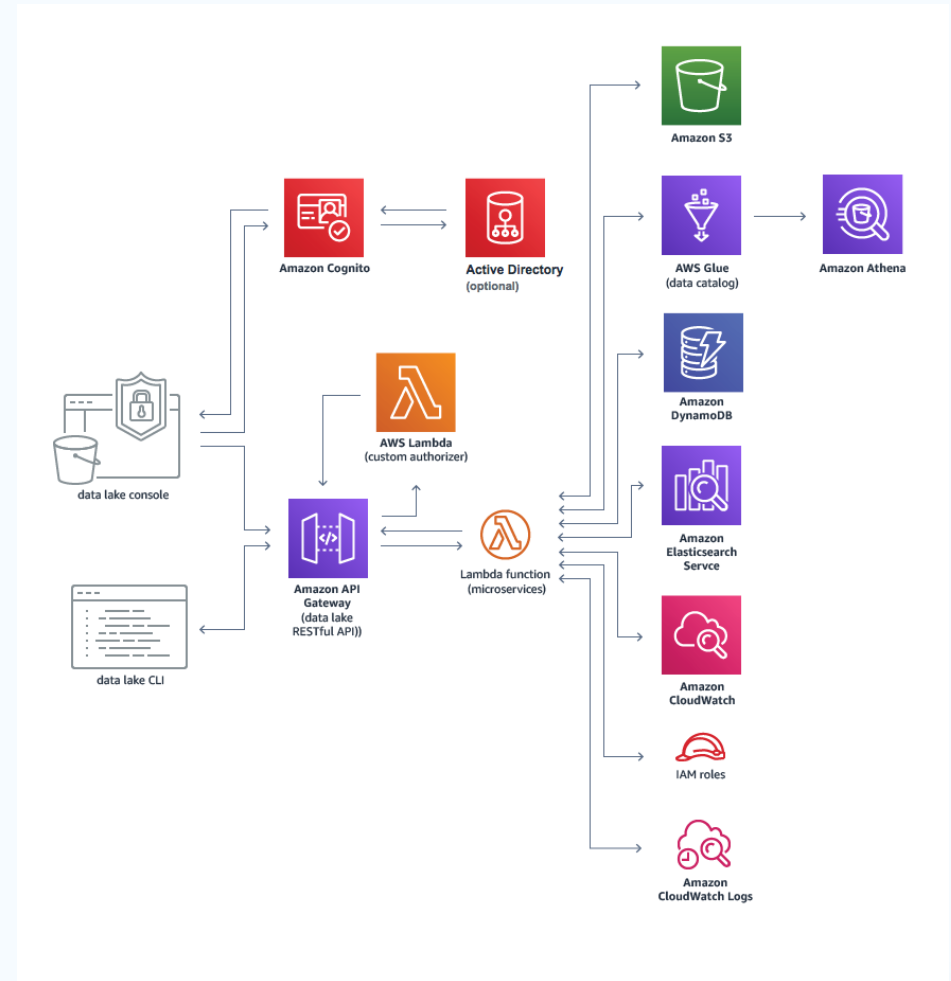 Amazon S3
Amazon Cognito
Active Directory
(optional)
AWS Glue
(data catalog)
Amazon Athena
Amazon
DynamoDB
AWS Lambda
(custom authorizer)
data lake console
Amazon
Elasticsearch
Servce
Lambda function
(microservices)
</>
Amazon API
Gateway
(data lake
RESTful API))
data lake CLI
Amazon
CloudWatch
IAM roles
Amazon
CloudWatch Logs